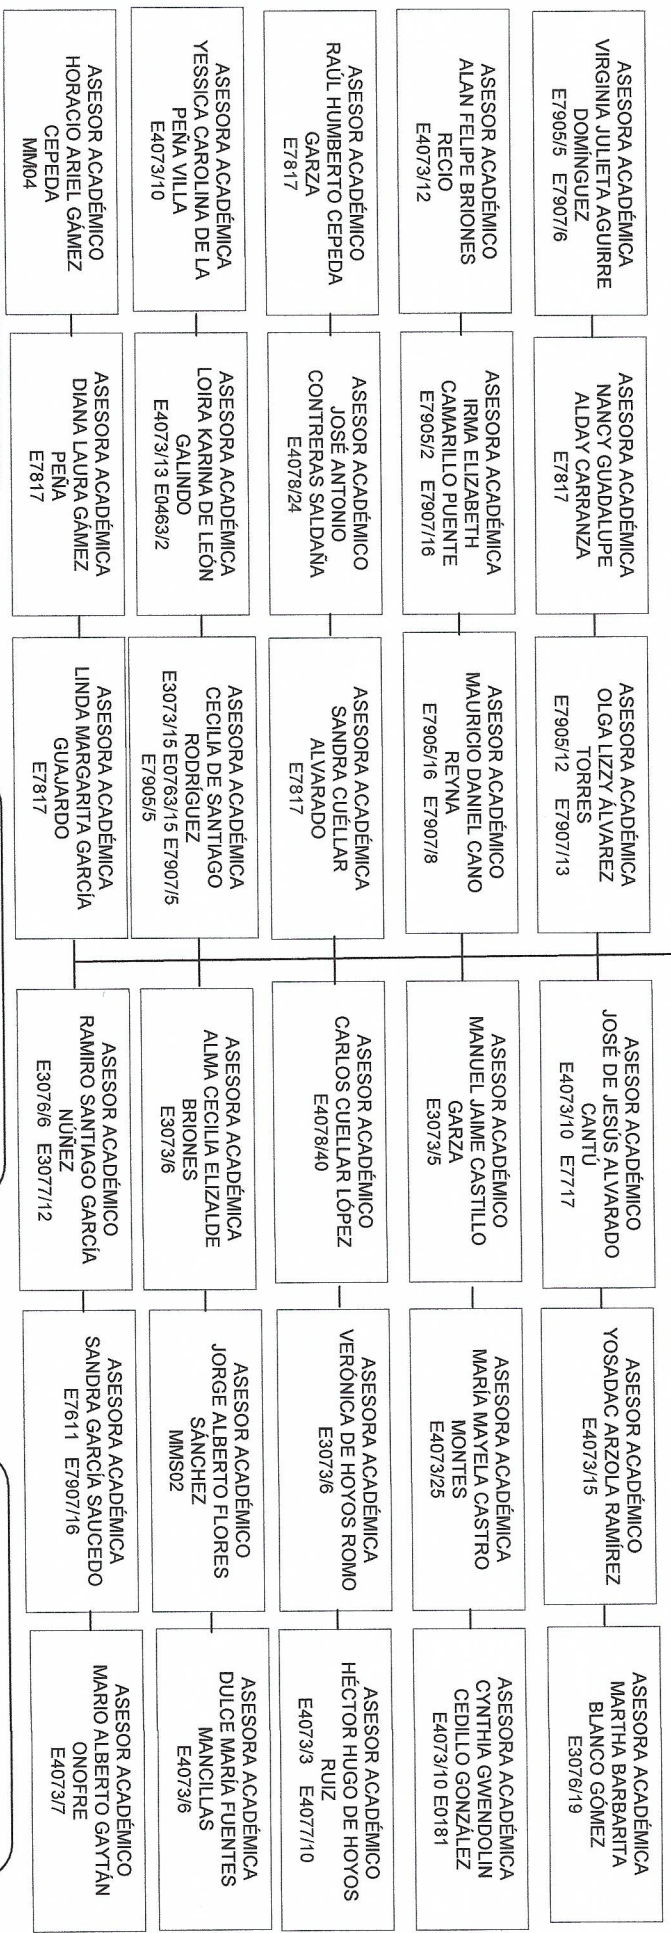 ASESORA ACADÉMICA
VIRGINIA JULIETA AGUIRRE
DOMÍNGUEZ
E7905/5 E7907/6
ASESORA ACADÉMICA
NANCY GUADALUPE
ALDAY CARRANZA
E7817
ASESORA ACADÉMICA
OLGA LIZZY ÁLVAREZ
TORRES
E7905/12 E7907/13
ASESOR ACADÉMICO
JOSÉ DE JESÚS ALVARADO
CANTÚ
E4073/10 E7717
ASESOR ACADÉMICO
YOSADAC ARZOLA RAMÍREZ
E4073/15
ASESORA ACADÉMICA
MARTHA BARBARITA
BLANCO GÓMEZ
E3076/19
ASESOR ACADÉMICO
ALAN FELIPE BRIONES
RECIO
E4073/12
ASESORA ACADÉMICA
IRMA ELIZABETH
CAMARILLO PUENTE
E7905/2 E7907/16
ASESOR ACADÉMICO
MAURICIO DANIEL CANO
REYNA
E7905/16 E7907/8
ASESOR ACADÉMICO
MANUEL JAIME CASTILLO
GARZA
E3073/5
ASESORA ACADÉMICA
MARÍA MAYELA CASTRO
MONTES
E4073/25
ASESORA ACADÉMICA
CYNTHIA GWENDOLIN
CEDILLO GONZÁLEZ
E4073/10 E0181
ASESOR ACADÉMICO
RAÚL HUMBERTO CEPEDA
GARZA
E7817
ASESOR ACADÉMICO
JOSÉ ANTONIO
CONTRERAS SALDAÑA
E4078/24
ASESORA ACADÉMICA
SANDRA CUÉLLAR
ALVARADO
E7817
ASESOR ACADÉMICO
CARLOS CUELLAR LÓPEZ
E4078/40
ASESORA ACADÉMICA
VERÓNICA DE HOYOS ROMO
E3073/6
ASESOR ACADÉMICO
HÉCTOR HUGO DE HOYOS
RUIZ
E4073/3 E4077/10
ASESORA ACADÉMICA
YESSICA CAROLINA DE LA
PEÑA VILLA
E4073/10
ASESORA ACADÉMICA
LOIRA KARINA DE LEÓN
GALINDO
E4073/13 E0463/2
ASESORA ACADÉMICA
CECILIA DE SANTIAGO
RODRÍGUEZ
E3073/15 E0763/15 E7907/5
E7905/5
ASESORA ACADÉMICA
ALMA CECILIA ELIZALDE
BRIONES
E3073/6
ASESOR ACADÉMICO
JORGE ALBERTO FLORES
SÁNCHEZ
MMS02
ASESORA ACADÉMICA
DULCE MARÍA FUENTES
MANCILLAS
E4073/6
ASESOR ACADÉMICO
HORACIO ARIEL GÁMEZ
CEPEDA
MM04
ASESORA ACADÉMICA
DIANA LAURA GÁMEZ
PEÑA
E7817
ASESORA ACADÉMICA
LINDA MARGARITA GARCÍA
GUAJARDO
E7817
ASESOR ACADÉMICO
RAMIRO SANTIAGO GARCÍA
NÚÑEZ
E3076/6 E3077/12
ASESORA ACADÉMICA
SANDRA GARCÍA SAUCEDO
E7611 E7907/16
ASESOR ACADÉMICO
MARIO ALBERTO GAYTÁN
ONOFRE
E4073/7